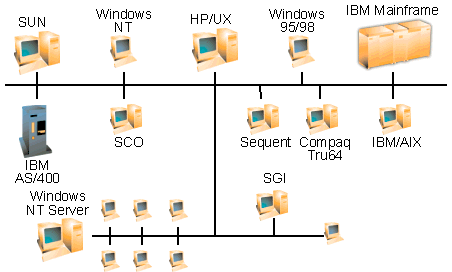 SUN
Windows
NT
HP/UX
Windows
95/98
IBM Mainframe
IBM
AS/400
SCO
Sequent
Compaq
Tru64
IBM/AIX
Windows
NT Server
SGI